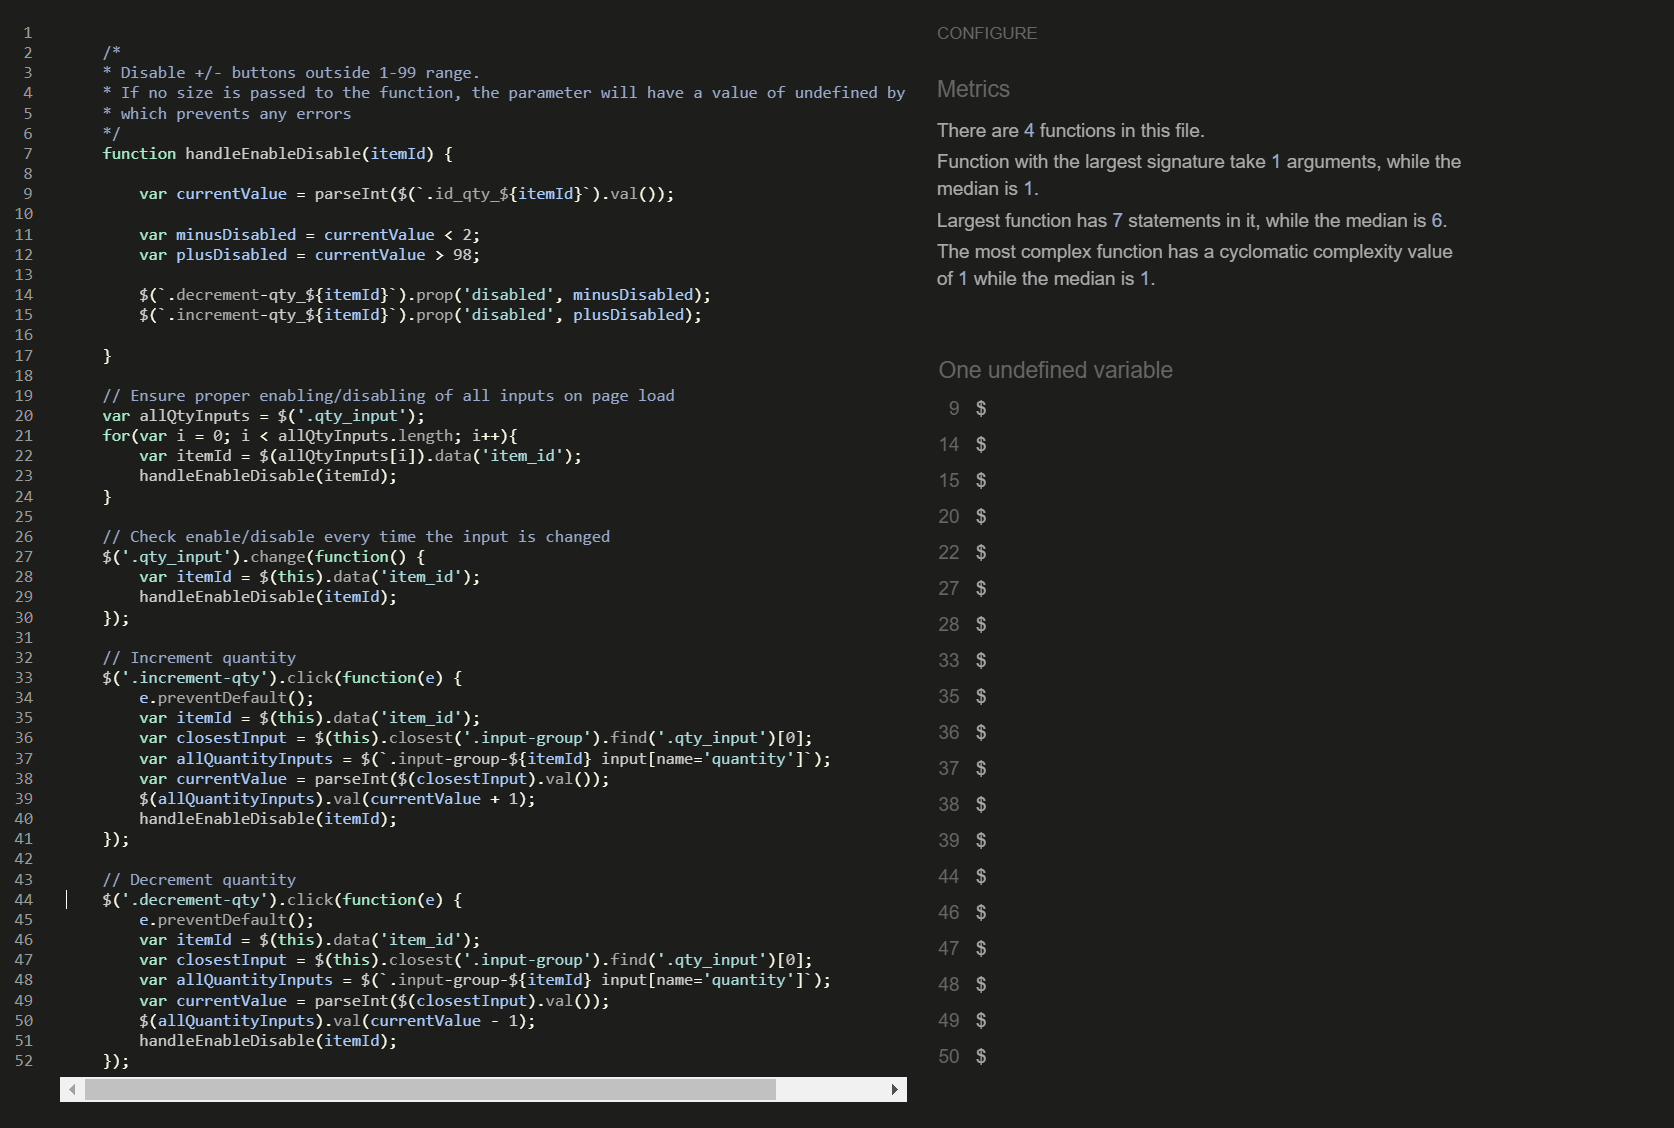 1
2 /*
3 * Disable +/- buttons outside 1-99 range.
4 * If no size is passed to the function, the parameter will have a value of undefined by
5 * which prevents any errors
6 */
7 function handleEnableDisable(itemId) {
8
9 var currentValue = parseInt($(`.id_qty_${itemId}`).val());
10
11 var minusDisabled = currentValue < 2;
12 var plusDisabled = currentValue > 98;
13
14 $(`.decrement-qty_${itemId}`).prop('disabled', minusDisabled);
15 $(`.increment-qty_${itemId}`).prop('disabled', plusDisabled);
16
17 }
18
19 // Ensure proper enabling/disabling of all inputs on page load
20 var allQtyInputs = $('.qty_input');
21 for(var i = 0; i < allQtyInputs.length; i++){
22 var itemId = $(allQtyInputs[i]).data('item_id');
23 handleEnableDisable(itemId);
24 }
25
26 // Check enable/disable every time the input is changed
27 $('.qty_input').change(function() {
28 var itemId = $(this).data('item_id');
29 handleEnableDisable(itemId);
30 });
31
32 // Increment quantity
33 $('.increment-qty').click(function(e) {
34 e.preventDefault();
35 var itemId = $(this).data('item_id');
36 var closestInput = $(this).closest('.input-group').find('.qty_input')[0];
37 var allQuantityInputs = $(`.input-group-${itemId} input[name='quantity']`);
38 var currentValue = parseInt($(closestInput).val());
39 $(allQuantityInputs).val(currentValue + 1);
40 handleEnableDisable(itemId);
41 });
42
43 // Decrement quantity
44 $('.decrement-qty').click(function(e) {
45 e.preventDefault();
46 var itemId = $(this).data('item_id');
47 var closestInput = $(this).closest('.input-group').find('.qty_input')[0];
48 var allQuantityInputs = $(`.input-group-${itemId} input[name='quantity']`);
49 var currentValue = parseInt($(closestInput).val());
50 $(allQuantityInputs).val(currentValue - 1);
51 handleEnableDisable(itemId);
52 });
CONFIGURE
Metrics
There are 4 functions in this file.
Function with the largest signature take 1 arguments, while the
median is 1.
Largest function has 7 statements in it, while the median is 6.
The most complex function has a cyclomatic complexity value
of 1 while the median is 1.
One undefined variable
9 $
14 $
15 $
20 $
22 $
27 $
28 $
33 $
35 $
36 $
37 $
38 $
39 $
44 $
46 $
47 $
48 $
49 $
50 $